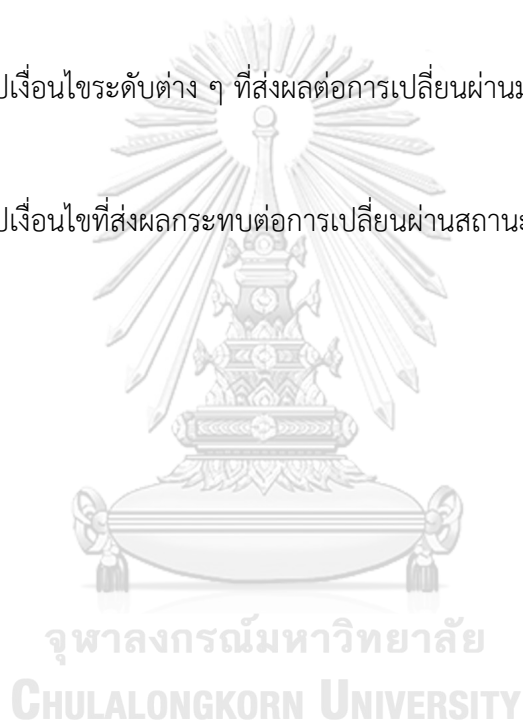 ปเงื่อนไขระดับต่าง ๆ ที่ส่งผลต่อการเปลี่ยนผ่าน
ปเงื่อนไขที่ส่งผลกระทบต่อการเปลี่ยนผ่านสถานะ
จุฬาลงกรณ์มหาวิทยาลัย
CHULALONGKORN UNIVERSITY